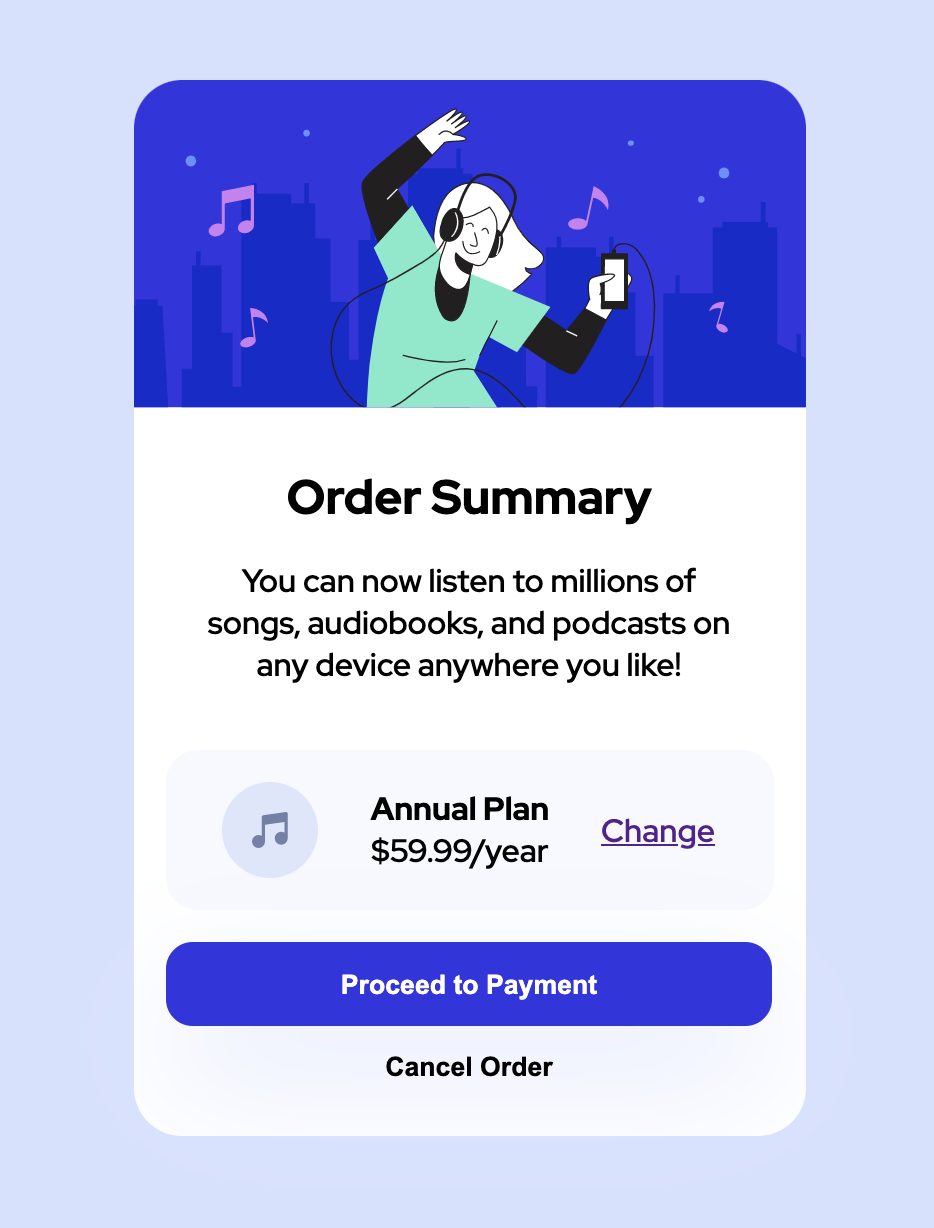 Order Summary
You can now listen to millions of
songs, audiobooks, and podcasts on
any device anywhere you like!
Annual Plan
$59.99/year
Change
Proceed to Payment
Cancel Order